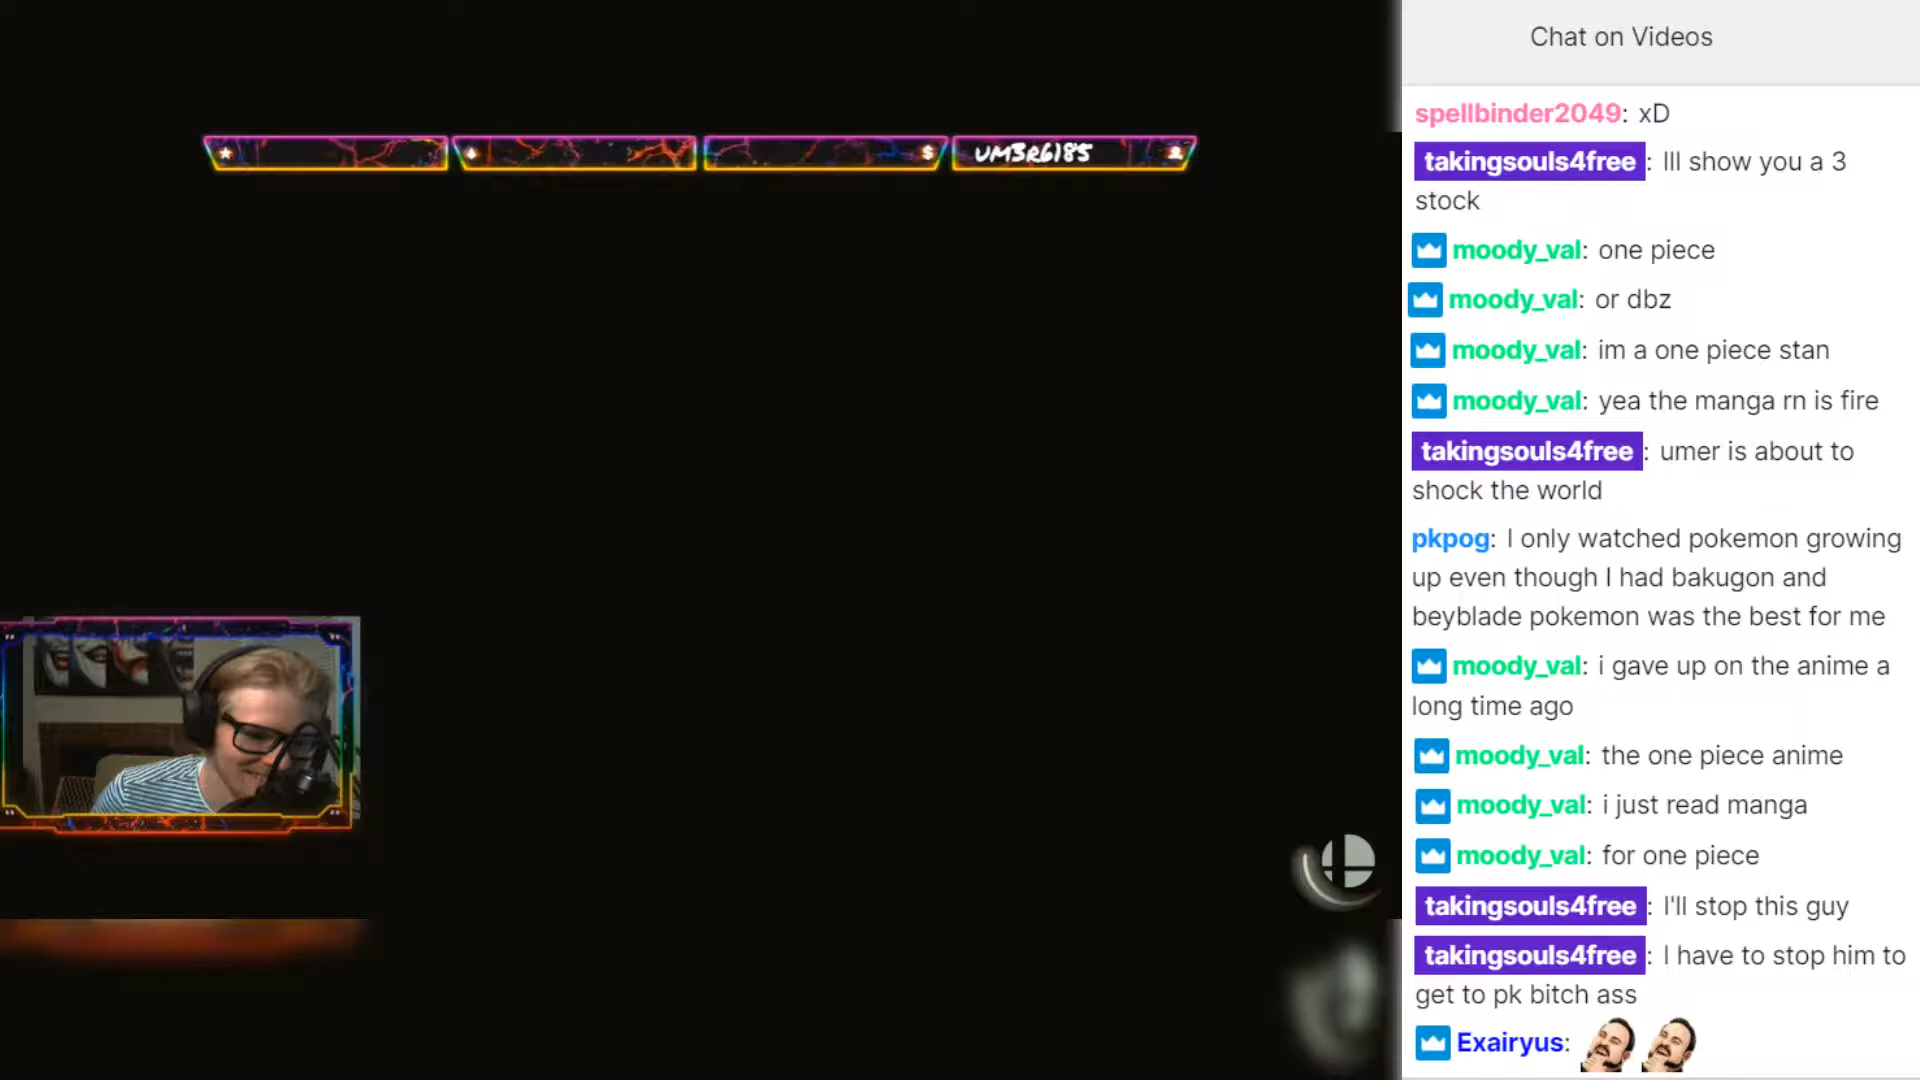 UM3R6185
Chat on Videos
spellbinder2049: xD
takingsouls4free: Ill show you a 3
stock
moody_val: one piece
moody_val: or dbz
moody_val: im a one piece stan
moody_val: yea the manga rn is fire
takingsouls4free: umer is about to
shock the world
pkpog: I only watched pokemon growing
up even though I had bakugon and
beyblade pokemon was the best for me
moody_val: i gave up on the anime a
long time ago
moody_val: the one piece anime
moody_val: i just read manga
moody_val: for one piece
takingsouls4free: I'll stop this guy
takingsouls4free: I have to stop him to
get to pk bitch ass
Exairyus: